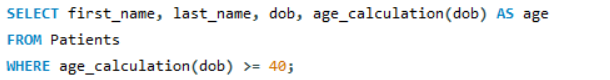 SELECT first_name, last_name, dob, age_calculation(dob) AS age
FROM Patients
WHERE age_calculation(dob) >= 40;